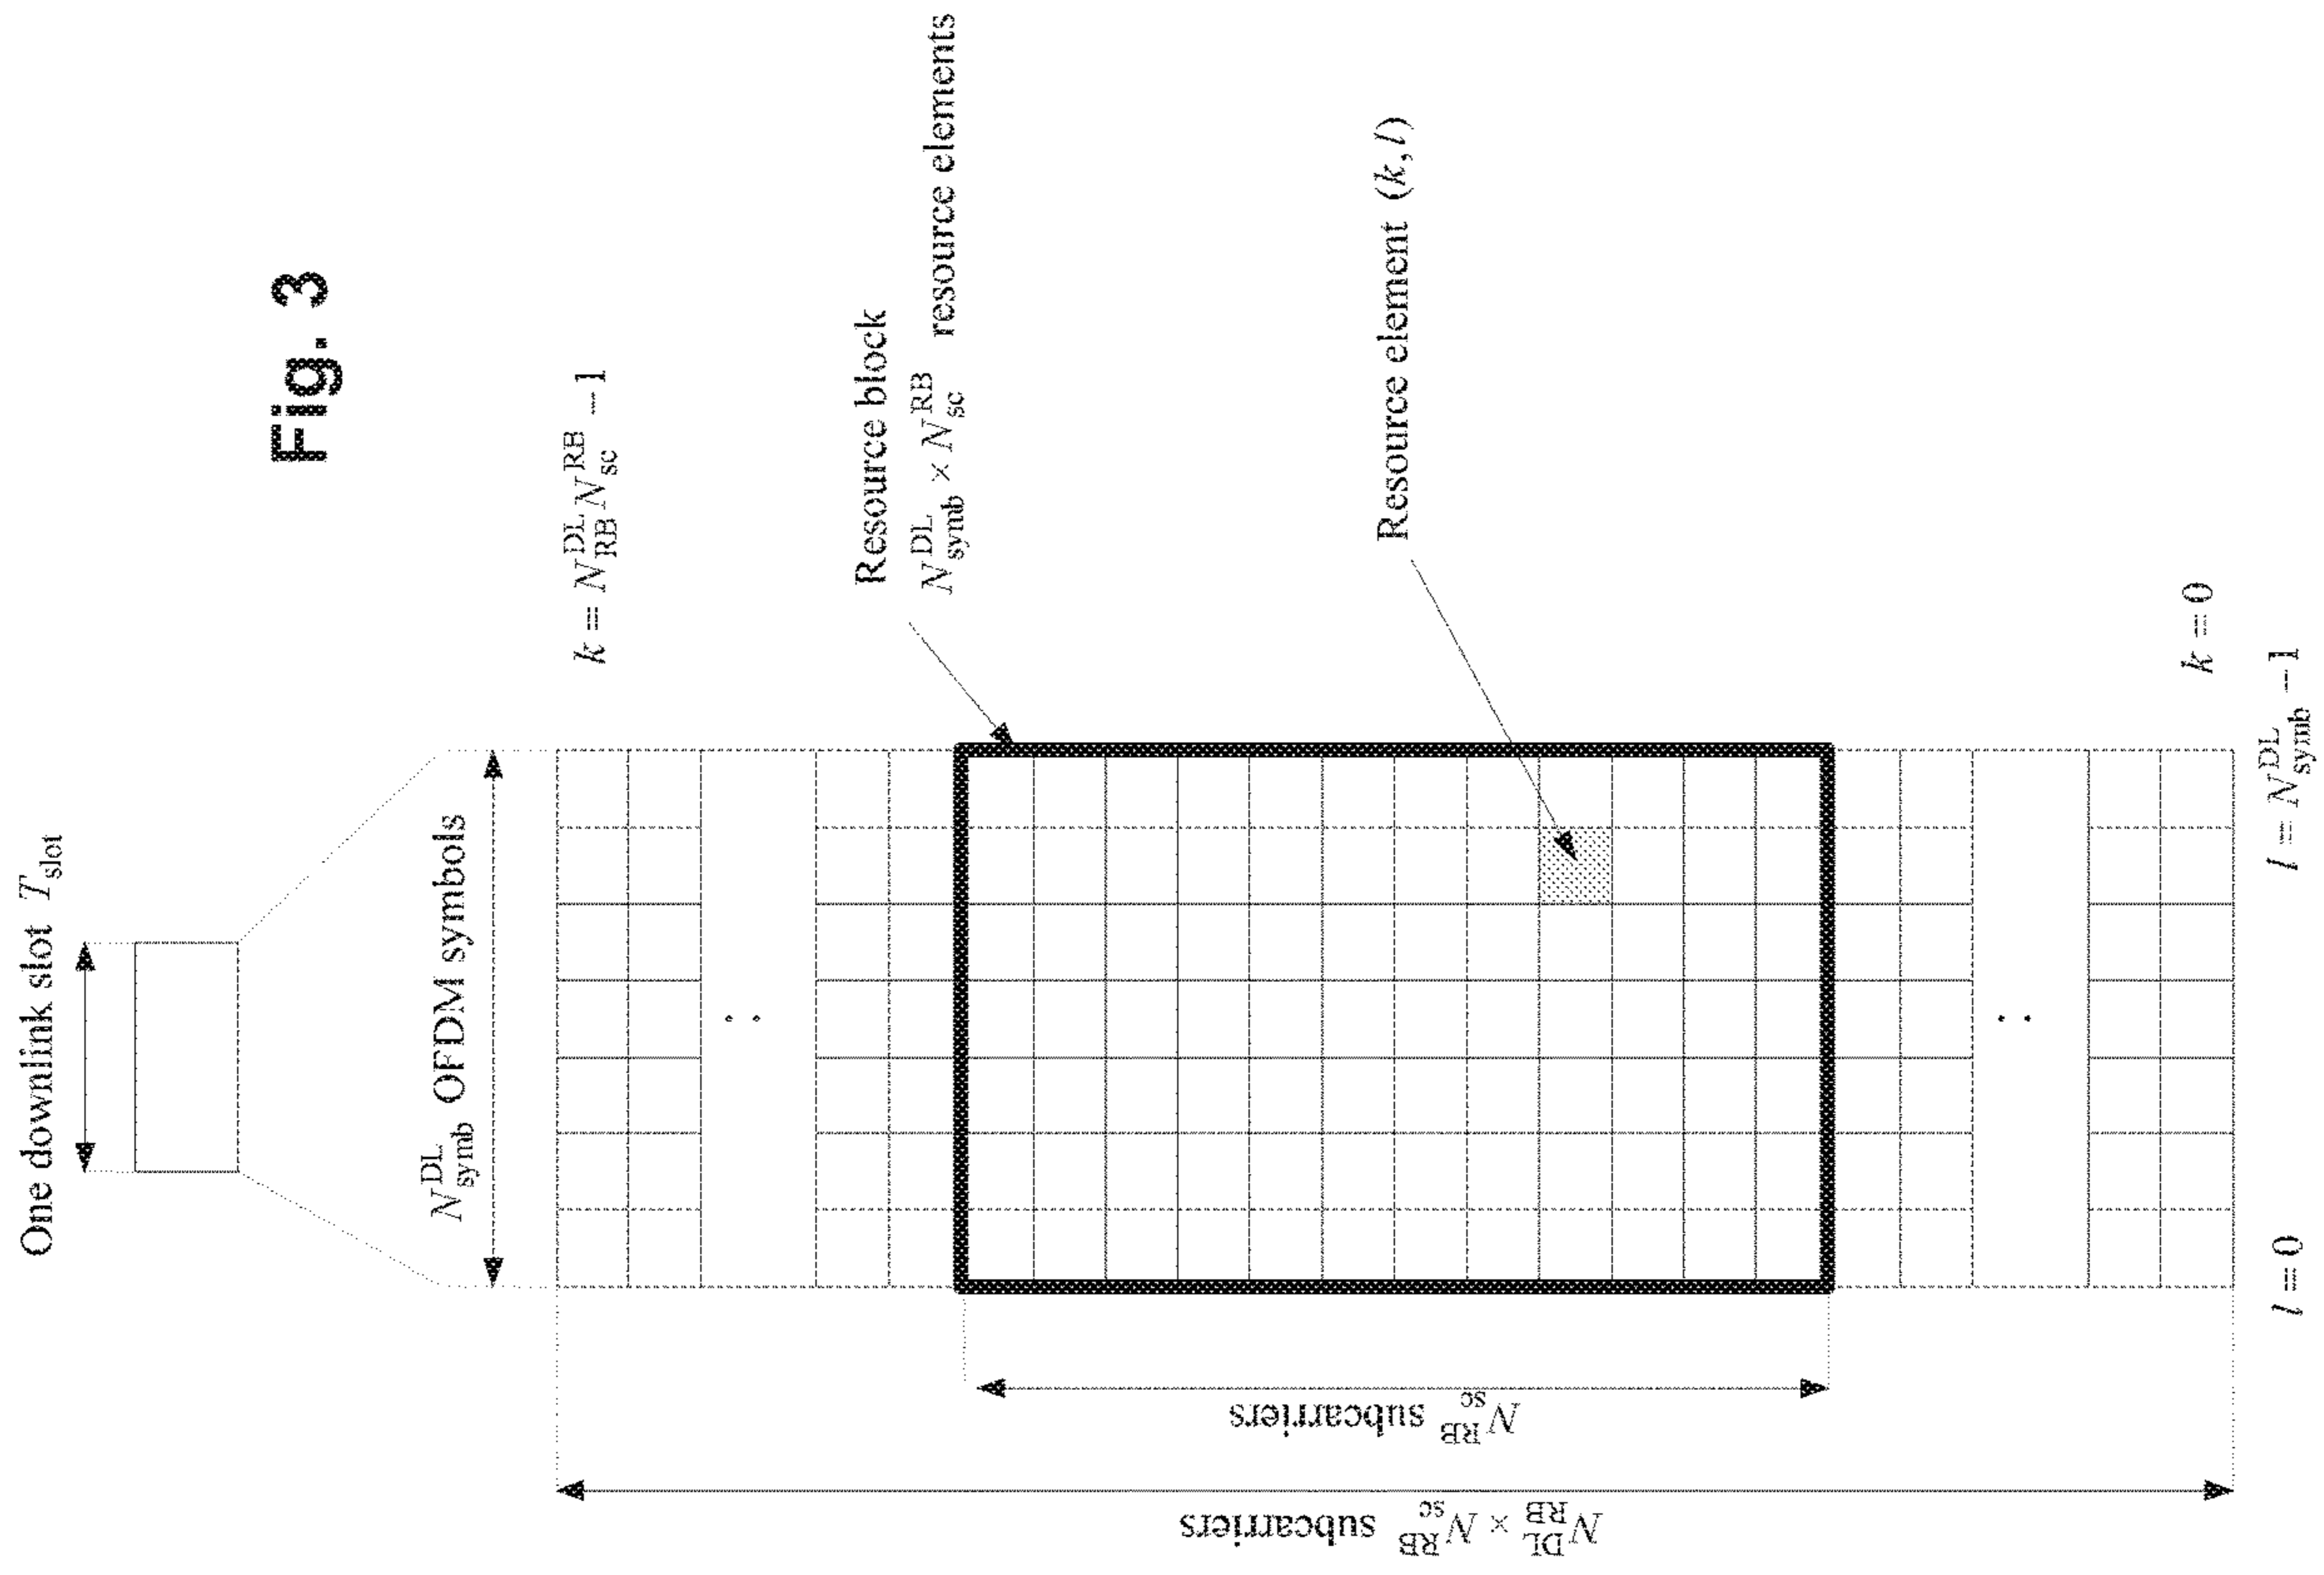 Fig. 3
One downlink slot T_slot
N_symb^DL OFDM symbols
k = N_RB^DL N_sc^RB − 1
Resource block
N_symb^DL × N_sc^RB resource elements
Resource element (k, l)
N_RB^DL × N_sc^RB subcarriers
N_sc^RB subcarriers
k = 0
l = 0
l = N_symb^DL − 1